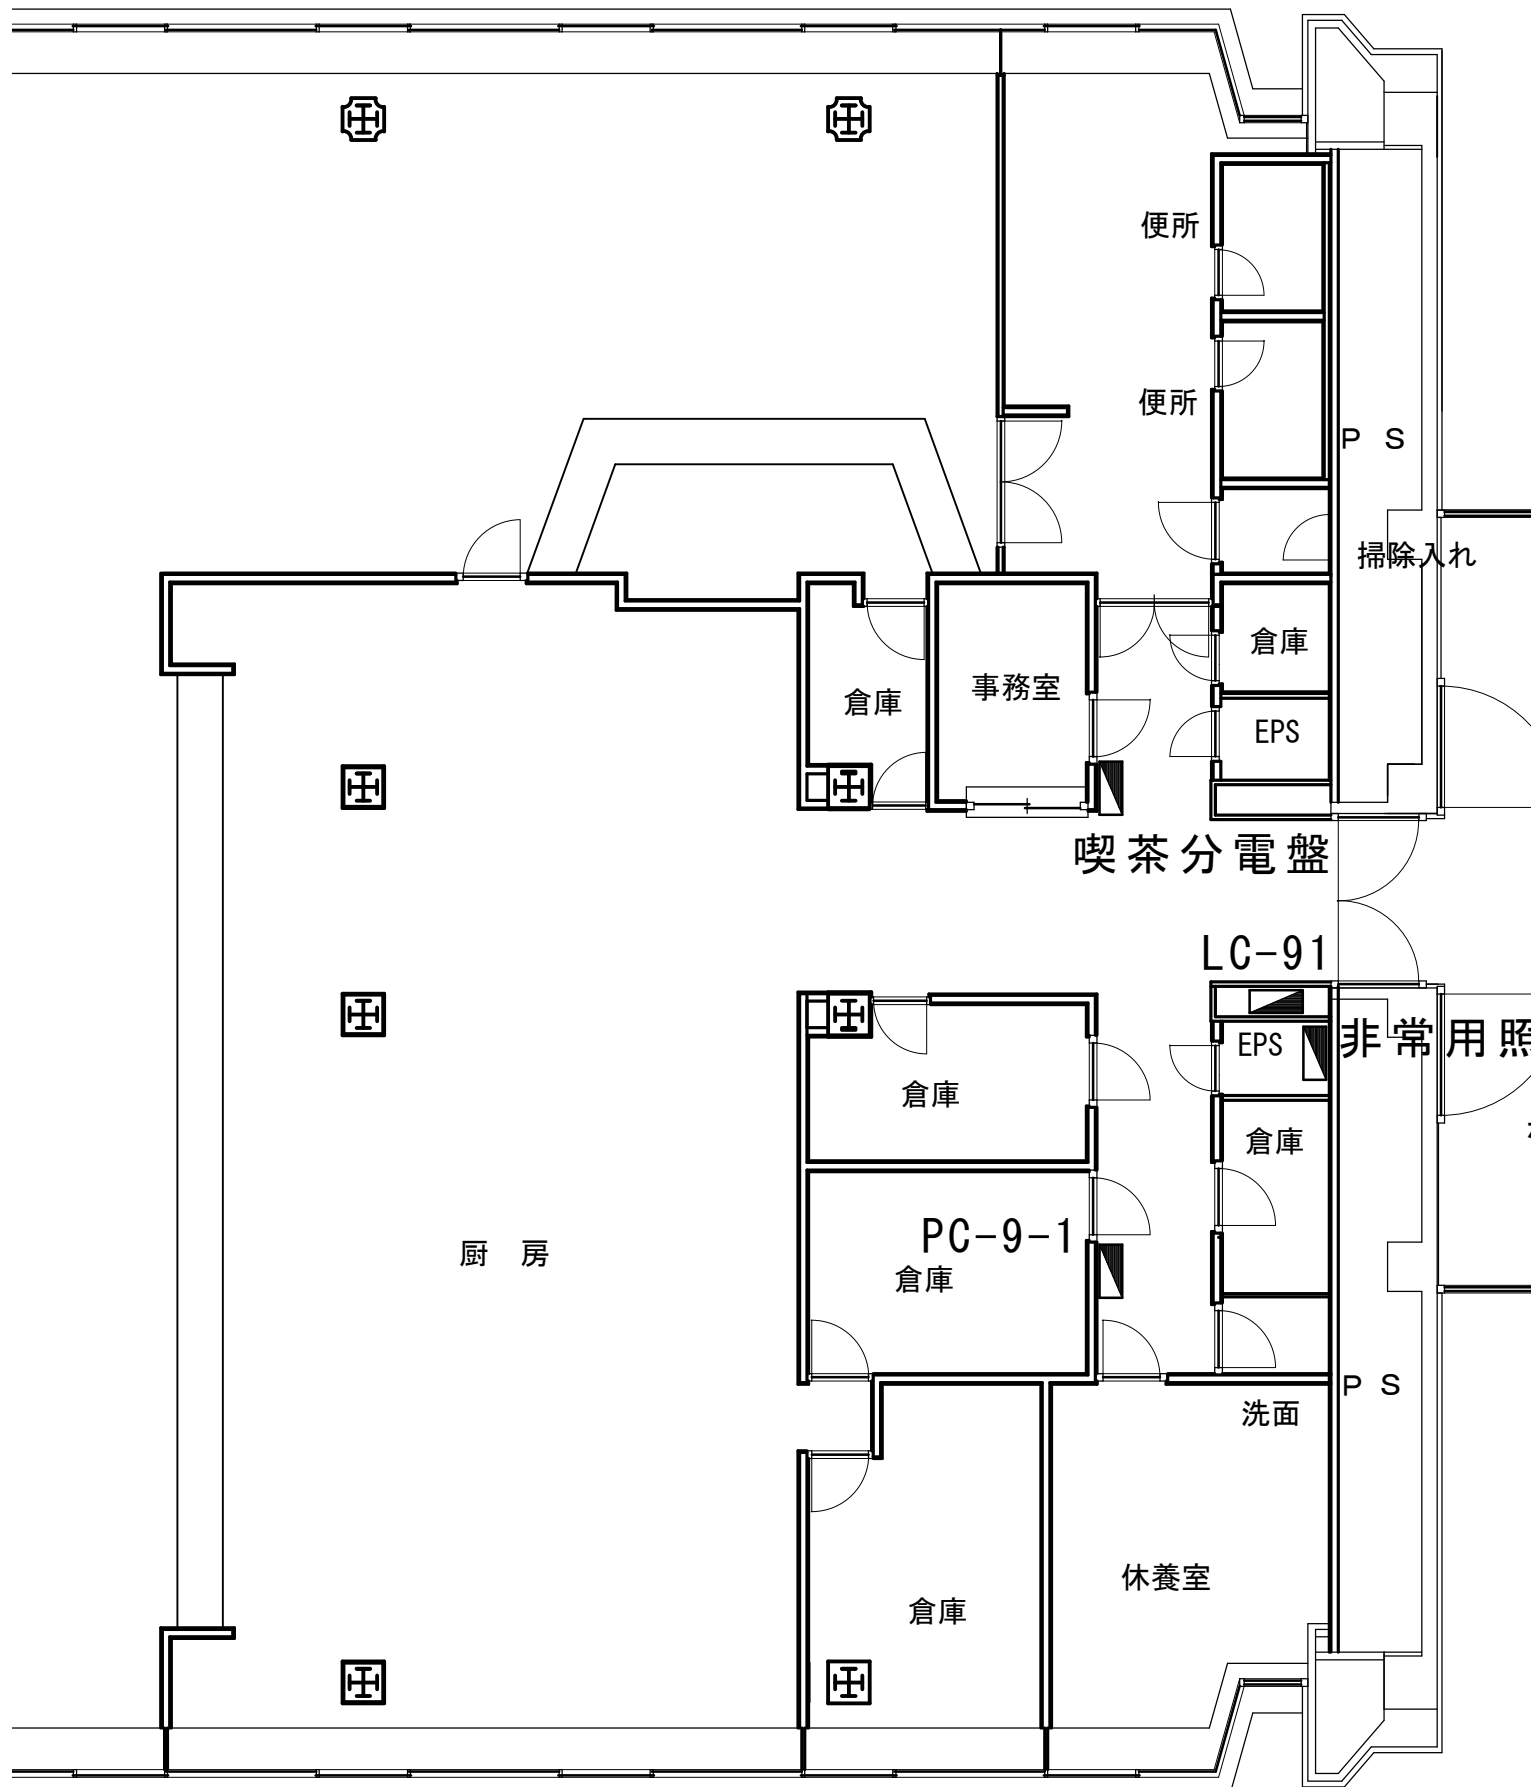 便所
便所
Ｐ Ｓ
掃除入れ
倉庫
倉庫
事務室
EPS
喫茶分電盤
LC-91
非常用照
EPS
倉庫
倉庫
PC-9-1
厨 房
倉庫
Ｐ Ｓ
洗面
休養室
倉庫